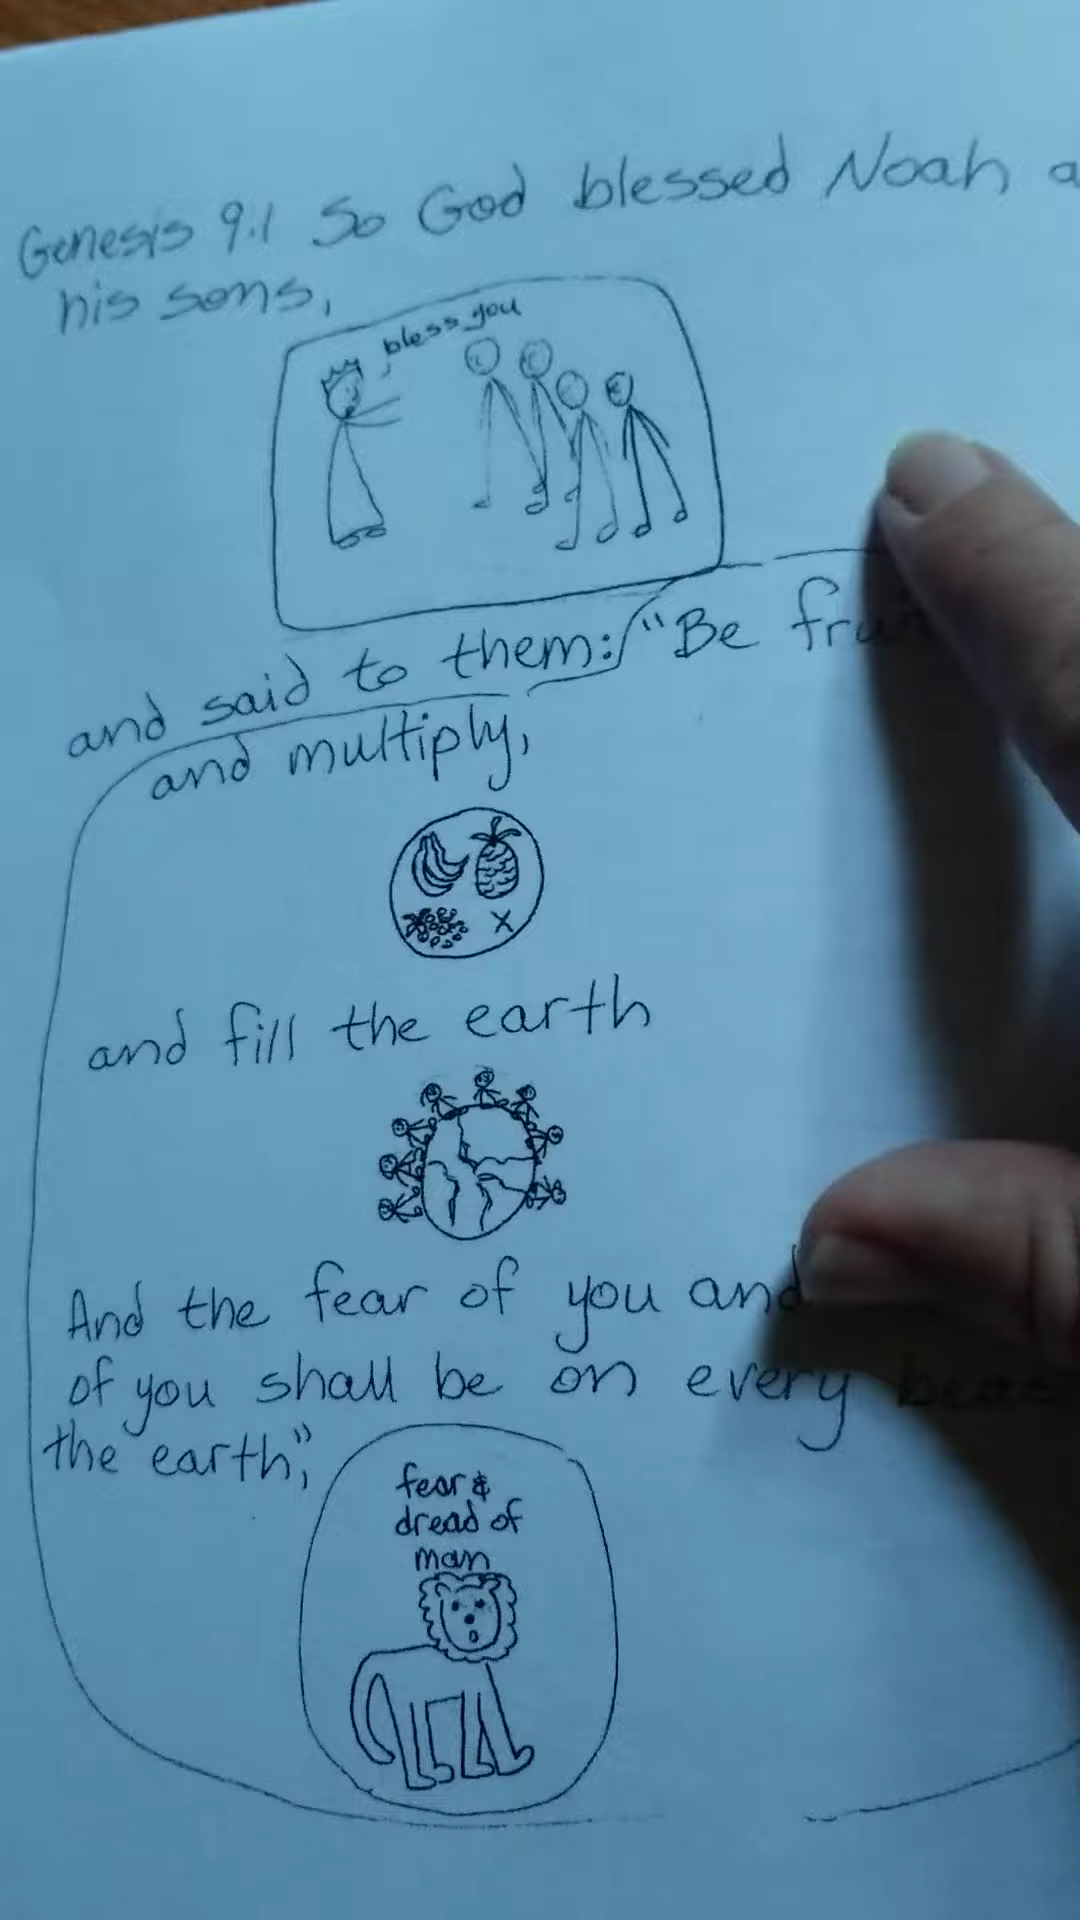 Genesis 9.1 So God blessed Noah a
his sons,
bless you
and said to them: "Be
and multiply,
X
and fill the earth
And the fear of you and
of you shall be on every
the earth",
fear &
dread of
man